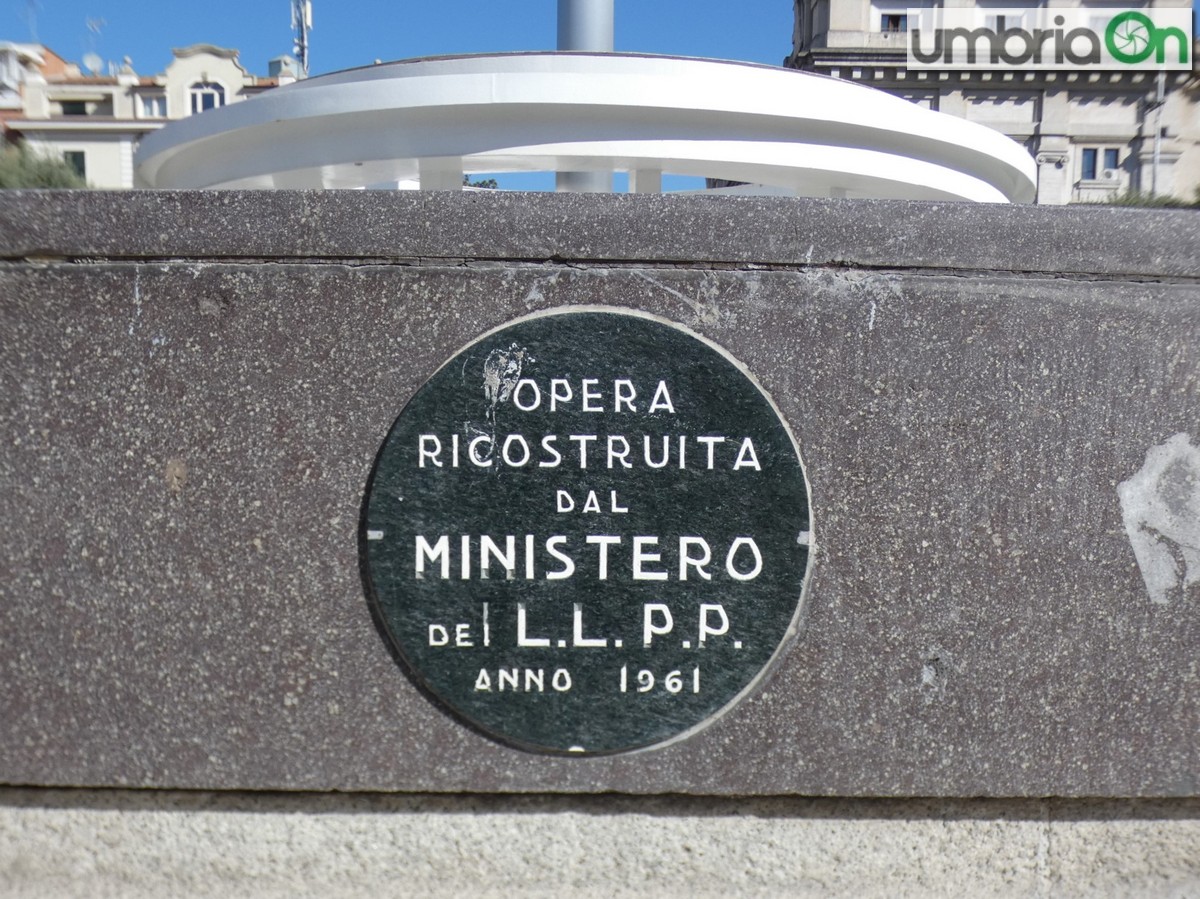 umbriaOn
OPERA
RICOSTRUITA
DAL
MINISTERO
DEI L.L. P.P.
ANNO 1961